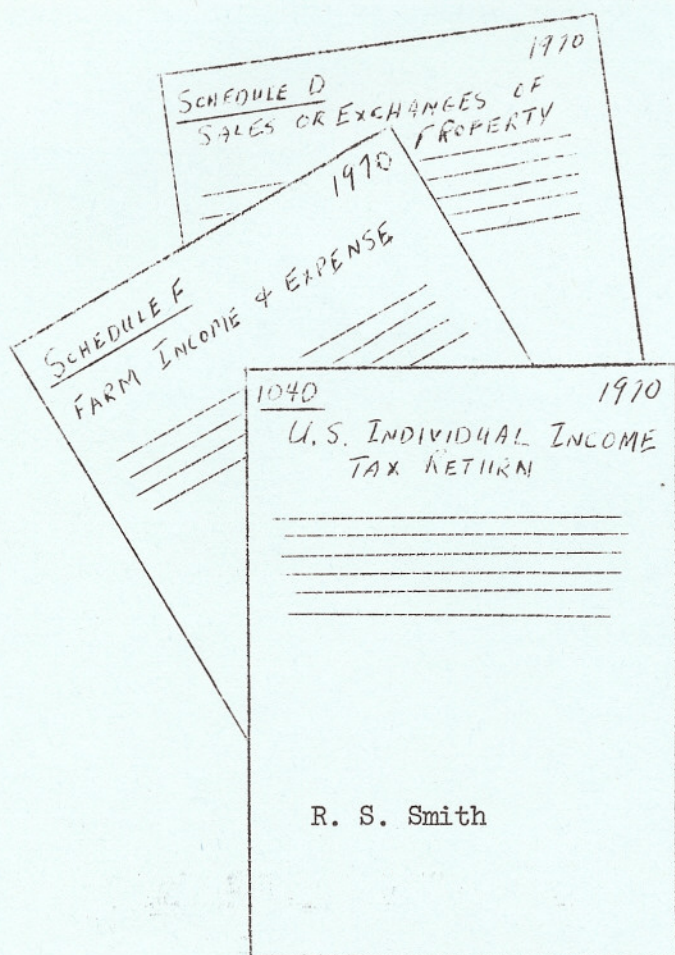 1970
SCHEDULE D
SALES OR EXCHANGES OF
PROPERTY
1970
SCHEDULE F
FARM INCOME & EXPENSE
1040 1970
U.S. INDIVIDUAL INCOME
TAX RETURN
R. S. Smith